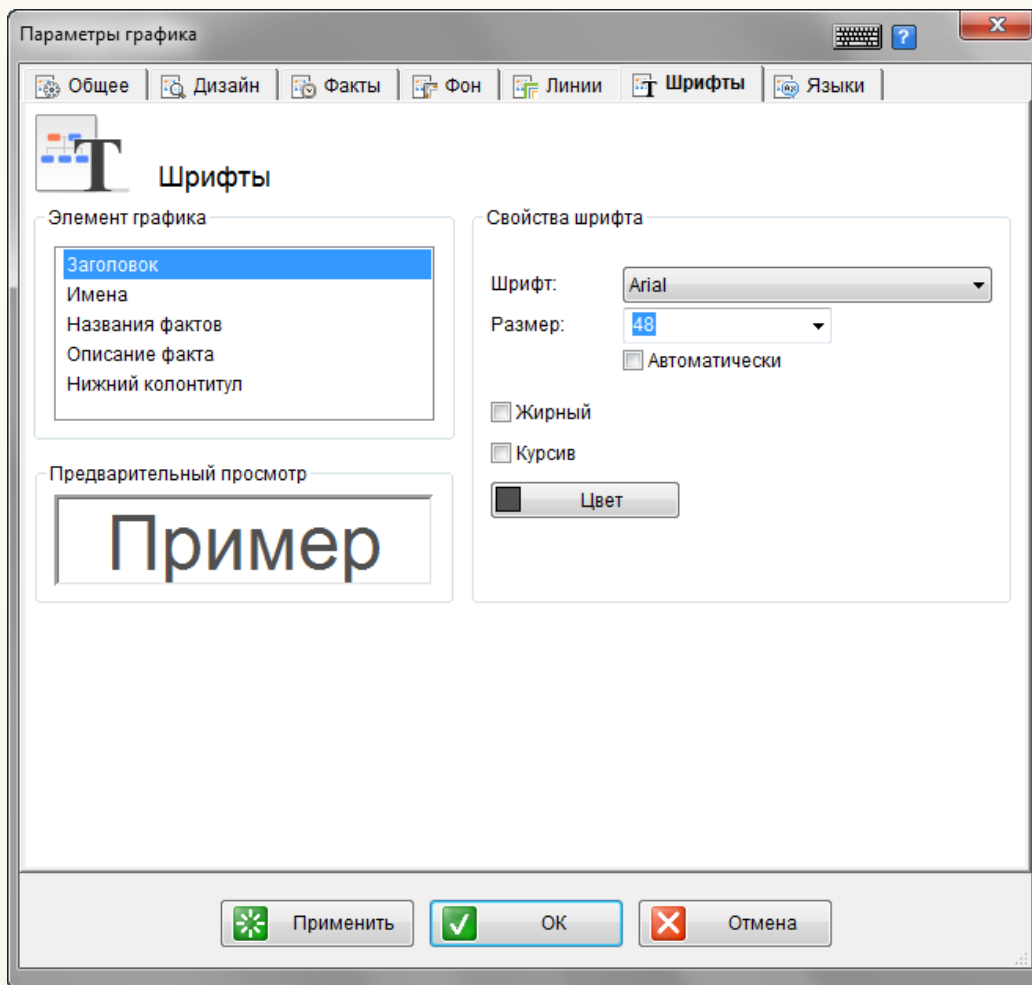 Параметры графика
?
Общее
Дизайн
Факты
Фон
Линии
Шрифты
Языки
Шрифты
Элемент графика
Заголовок
Имена
Названия фактов
Описание факта
Нижний колонтитул
Предварительный просмотр
Пример
Свойства шрифта
Шрифт:
Arial
Размер:
48
Автоматически
Жирный
Курсив
Цвет
Применить
ОК
Отмена